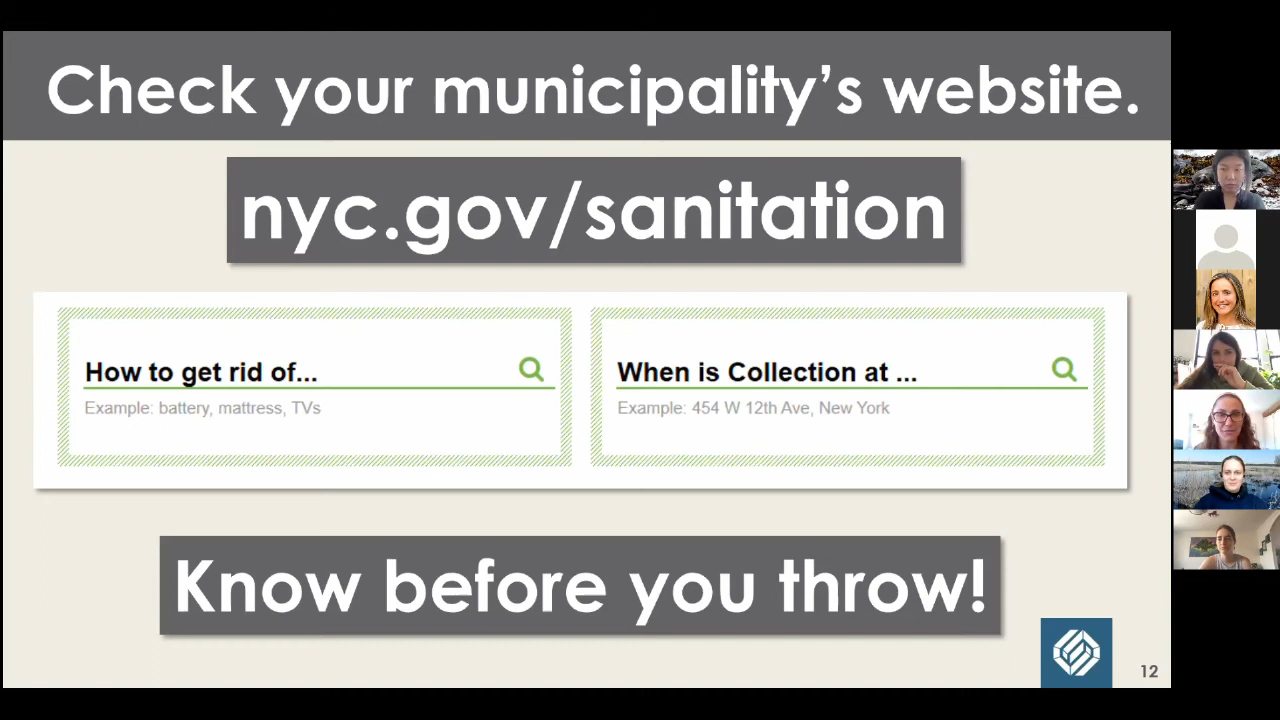 Check your municipality’s website.
nyc.gov/sanitation
How to get rid of...
Example: battery, mattress, TVs
When is Collection at ...
Example: 454 W 12th Ave, New York
Know before you throw!
12